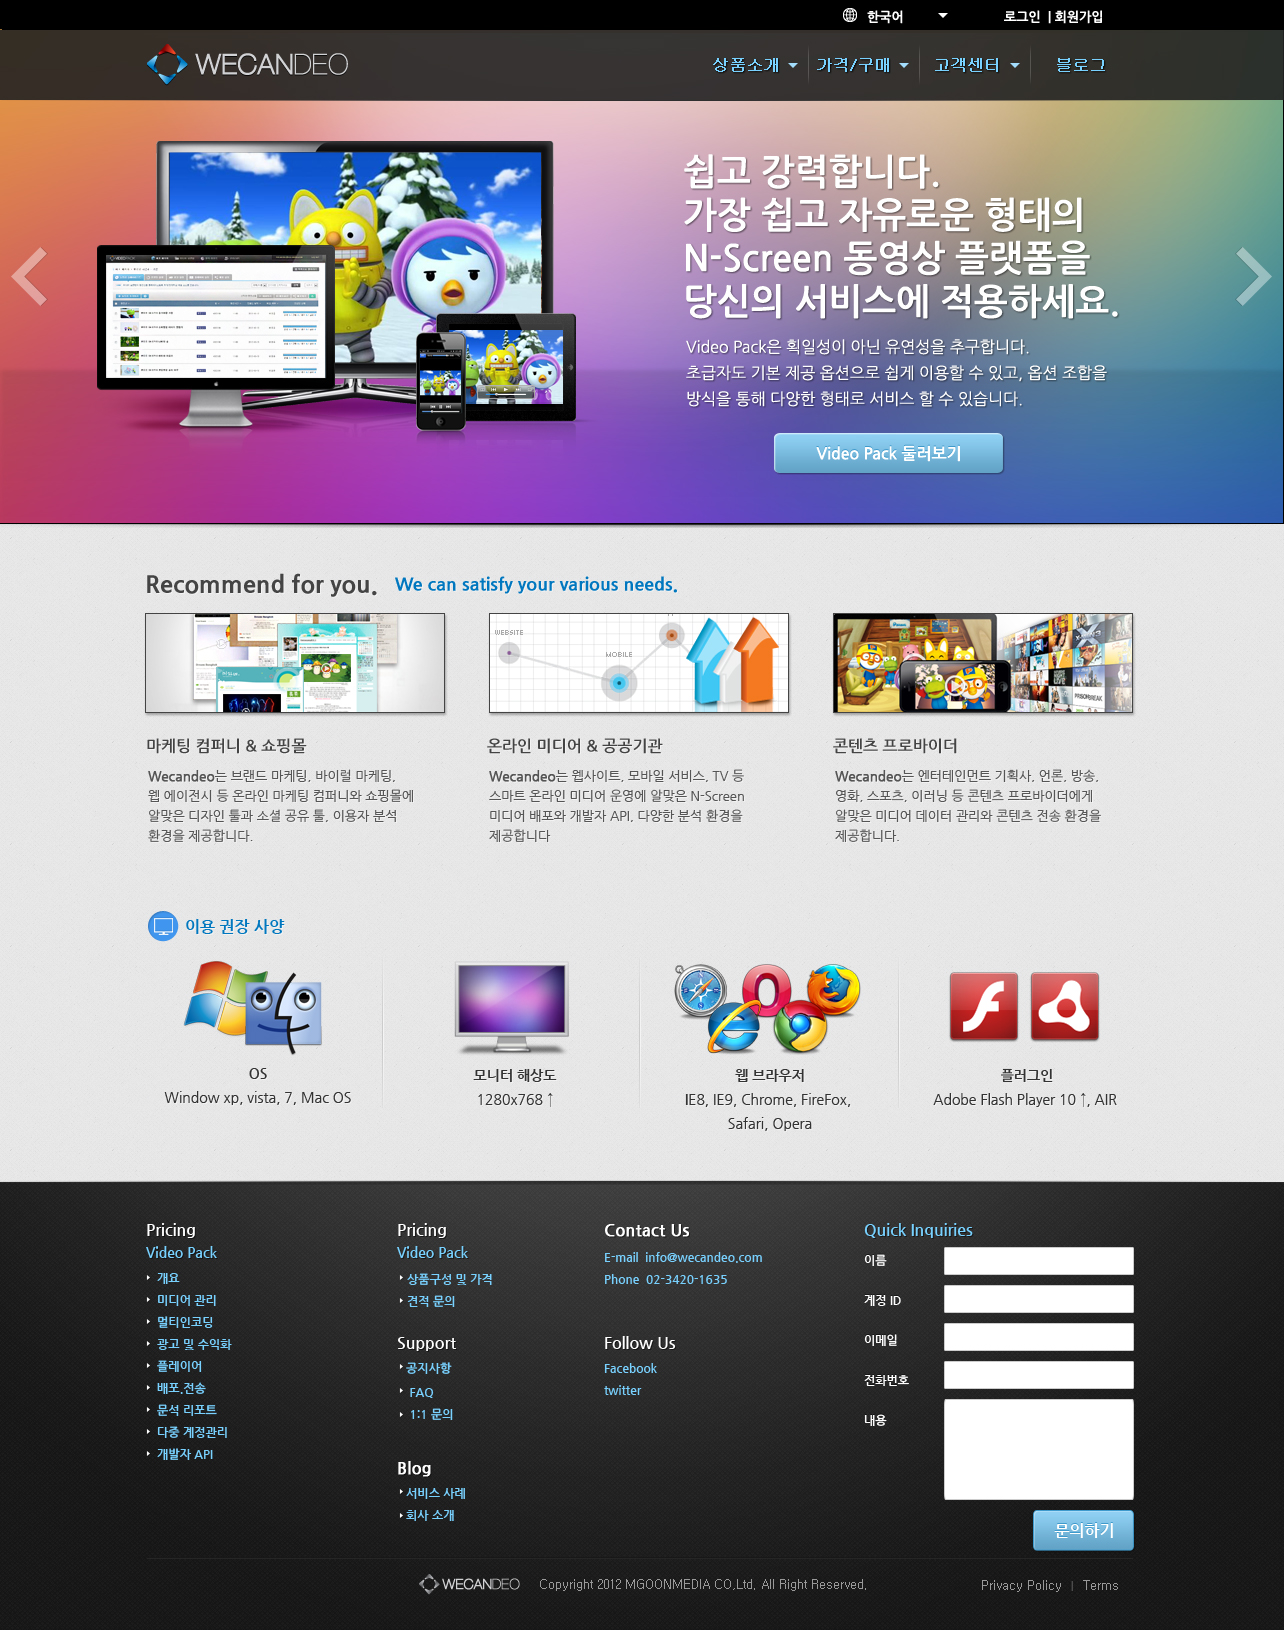 한국어
로그인 | 회원가입
WECANDEO
상품소개
가격/구매
고객센터
블로그
쉽고 강력합니다.
가장 쉽고 자유로운 형태의
N-Screen 동영상 플랫폼을
당신의 서비스에 적용하세요.
Video Pack은 획일성이 아닌 유연성을 추구합니다.
초급자도 기본 제공 옵션으로 쉽게 이용할 수 있고, 옵션 조합을
방식을 통해 다양한 형태로 서비스 할 수 있습니다.
Video Pack 둘러보기
Recommend for you. We can satisfy your various needs.
WEBSITE
MOBILE
PRISON BREAK
마케팅 컴퍼니 & 쇼핑몰
Wecandeo는 브랜드 마케팅, 바이럴 마케팅,
웹 에이전시 등 온라인 마케팅 컴퍼니와 쇼핑몰에
알맞은 디자인 툴과 소셜 공유 툴, 이용자 분석
환경을 제공합니다.
온라인 미디어 & 공공기관
Wecandeo는 웹사이트, 모바일 서비스, TV 등
스마트 온라인 미디어 운영에 알맞은 N-Screen
미디어 배포와 개발자 API, 다양한 분석 환경을
제공합니다
콘텐츠 프로바이더
Wecandeo는 엔터테인먼트 기획사, 언론, 방송,
영화, 스포츠, 이러닝 등 콘텐츠 프로바이더에게
알맞은 미디어 데이터 관리와 콘텐츠 전송 환경을
제공합니다.
이용 권장 사양
OS
Window xp, vista, 7, Mac OS
모니터 해상도
1280x768 ↑
웹 브라우저
IE8, IE9, Chrome, FireFox,
Safari, Opera
플러그인
Adobe Flash Player 10 ↑, AIR
Pricing
Video Pack
개요
미디어 관리
멀티인코딩
광고 및 수익화
플레이어
배포,전송
문석 리포트
다중 계정관리
개발자 API
Pricing
Video Pack
상품구성 및 가격
견적 문의
Support
공지사항
FAQ
1:1 문의
Blog
서비스 사례
회사 소개
Contact Us
E-mail info@wecandeo.com
Phone 02-3420-1635
Follow Us
Facebook
twitter
Quick Inquiries
이름
계정 ID
이메일
전화번호
내용
문의하기
WECANDEO
Copyright 2012 MGOONMEDIA CO.,Ltd. All Right Reserved.
Privacy Policy | Terms